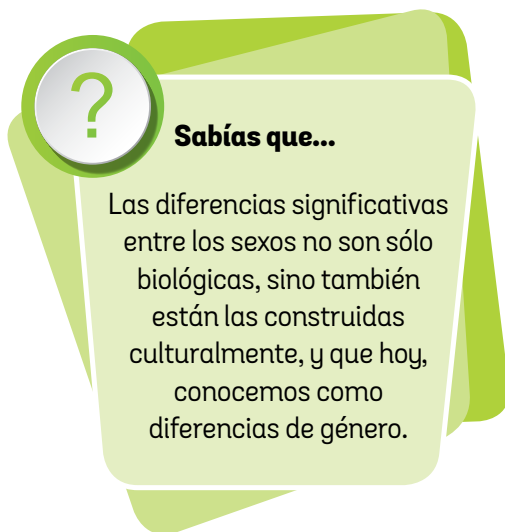 ?
Sabías que...
Las diferencias significativas
entre los sexos no son sólo
biológicas, sino también
están las construidas
culturalmente, y que hoy,
conocemos como
diferencias de género.